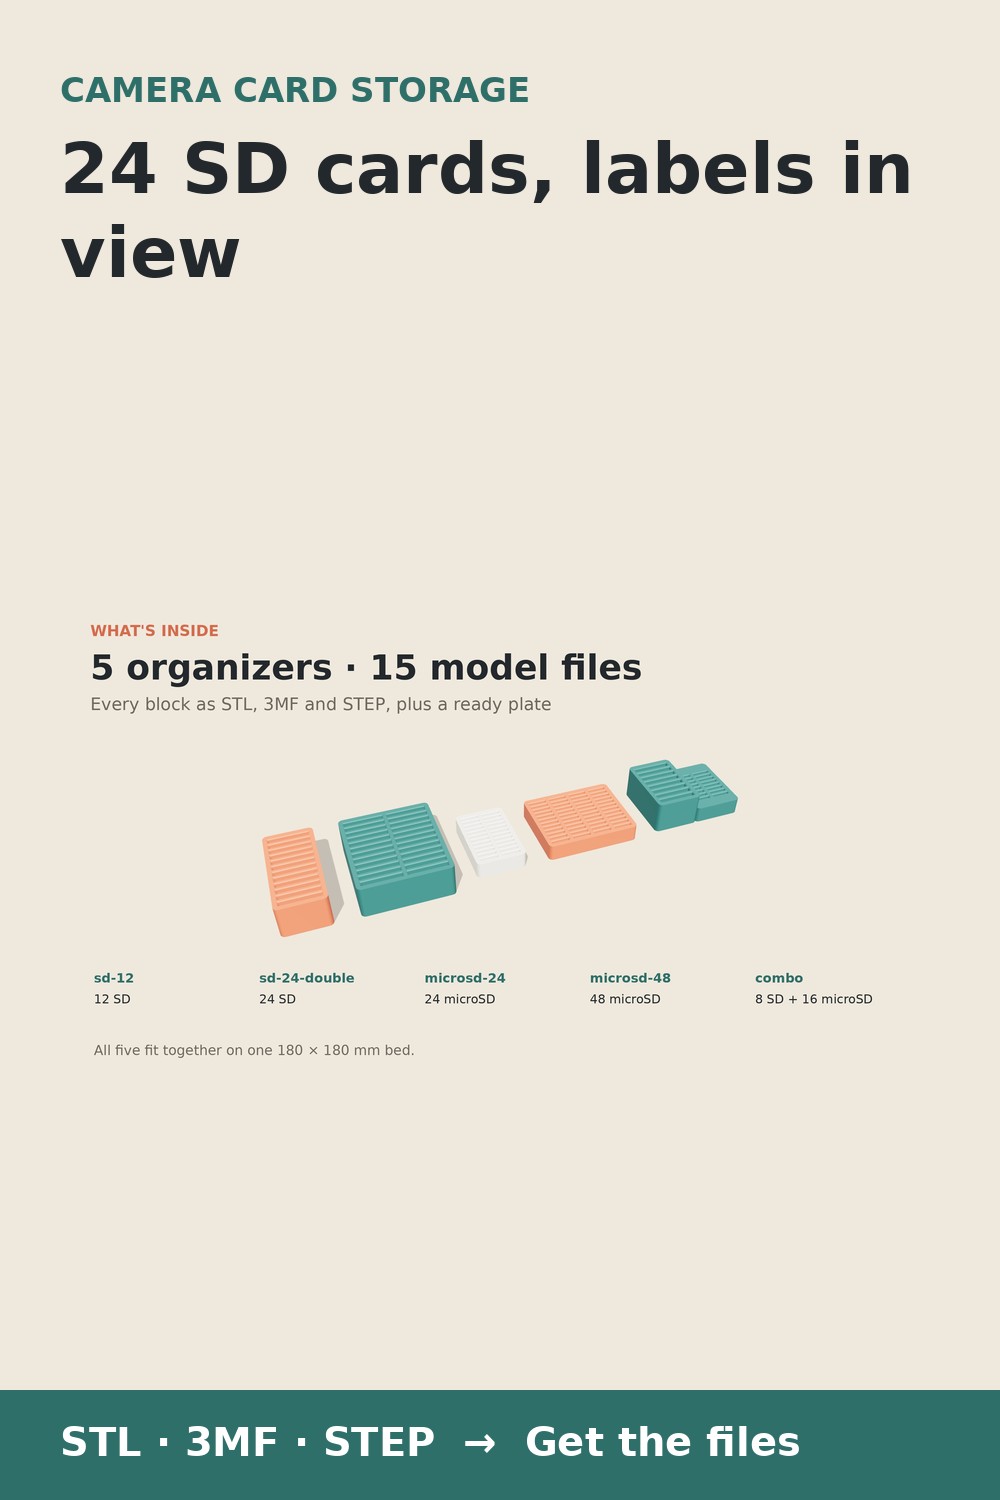 CAMERA CARD STORAGE
24 SD cards, labels in
view
WHAT'S INSIDE
5 organizers · 15 model files
Every block as STL, 3MF and STEP, plus a ready plate
sd-12
12 SD
sd-24-double
24 SD
microsd-24
24 microSD
microsd-48
48 microSD
combo
8 SD + 16 microSD
All five fit together on one 180 × 180 mm bed.
STL · 3MF · STEP → Get the files